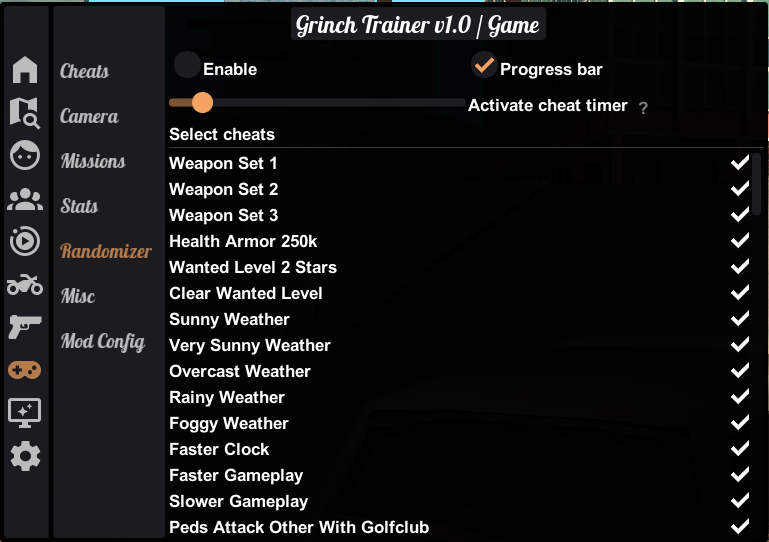 Grinch Trainer v1.0 / Game
Cheats
Camera
Missions
Stats
Randomizer
Misc
Mod Config
Enable
Progress bar
Activate cheat timer ?
Select cheats
Weapon Set 1
Weapon Set 2
Weapon Set 3
Health Armor 250k
Wanted Level 2 Stars
Clear Wanted Level
Sunny Weather
Very Sunny Weather
Overcast Weather
Rainy Weather
Foggy Weather
Faster Clock
Faster Gameplay
Slower Gameplay
Peds Attack Other With Golfclub